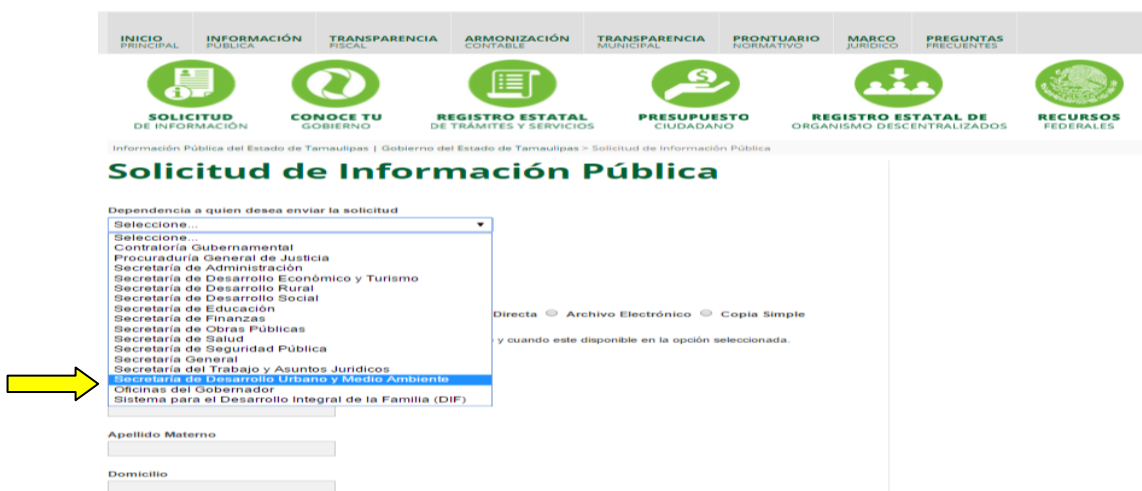 INICIO
PRINCIPAL
INFORMACIÓN
PÚBLICA
TRANSPARENCIA
FISCAL
ARMONIZACIÓN
CONTABLE
TRANSPARENCIA
MUNICIPAL
PRONTUARIO
NORMATIVO
MARCO
JURÍDICO
PREGUNTAS
FRECUENTES
SOLICITUD
DE INFORMACIÓN
CONOCE TU
GOBIERNO
REGISTRO ESTATAL
DE TRÁMITES Y SERVICIOS
PRESUPUESTO
CIUDADANO
REGISTRO ESTATAL DE
ORGANISMO DESCENTRALIZADOS
RECURSOS
FEDERALES
Información Pública del Estado de Tamaulipas | Gobierno del Estado de Tamaulipas > Solicitud de Información Pública
Solicitud de Información Pública
Dependencia a quien desea enviar la solicitud
Seleccione...
Seleccione...
Contraloría Gubernamental
Procuraduría General de Justicia
Secretaría de Administración
Secretaría de Desarrollo Económico y Turismo
Secretaría de Desarrollo Rural
Secretaría de Desarrollo Social
Secretaría de Educación
Secretaría de Finanzas
Directa Archivo Electrónico Copia Simple
Secretaría de Obras Públicas
Secretaría de Salud
y cuando este disponible en la opción seleccionada.
Secretaría de Seguridad Pública
Secretaría General
Secretaría del Trabajo y Asuntos Juridicos
Secretaría de Desarrollo Urbano y Medio Ambiente
Oficinas del Gobernador
Sistema para el Desarrollo Integral de la Familia (DIF)
Apellido Materno
Domicilio